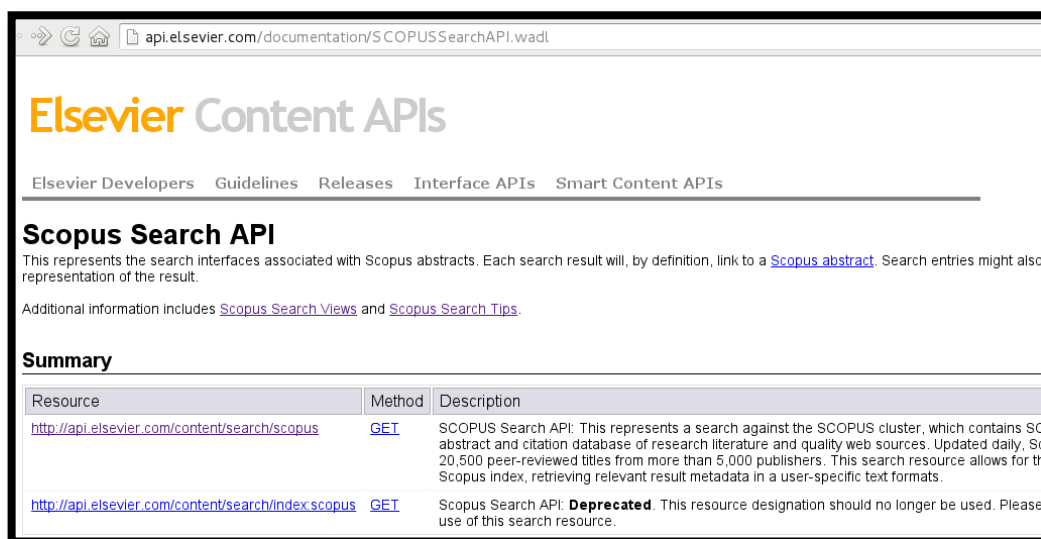 api.elsevier.com/documentation/SCOPUSSearchAPI.wadl
Elsevier Content APIs
Elsevier Developers Guidelines Releases Interface APIs Smart Content APIs
Scopus Search API
This represents the search interfaces associated with Scopus abstracts. Each search result will, by definition, link to a Scopus abstract. Search entries might also
representation of the result.
Additional information includes Scopus Search Views and Scopus Search Tips.
Summary
Resource Method Description
http://api.elsevier.com/content/search/scopus GET SCOPUS Search API: This represents a search against the SCOPUS cluster, which contains SC
abstract and citation database of research literature and quality web sources. Updated daily, Sc
20,500 peer-reviewed titles from more than 5,000 publishers. This search resource allows for th
Scopus index, retrieving relevant result metadata in a user-specific text formats.
http://api.elsevier.com/content/search/index:scopus GET Scopus Search API: Deprecated. This resource designation should no longer be used. Please
use of this search resource.